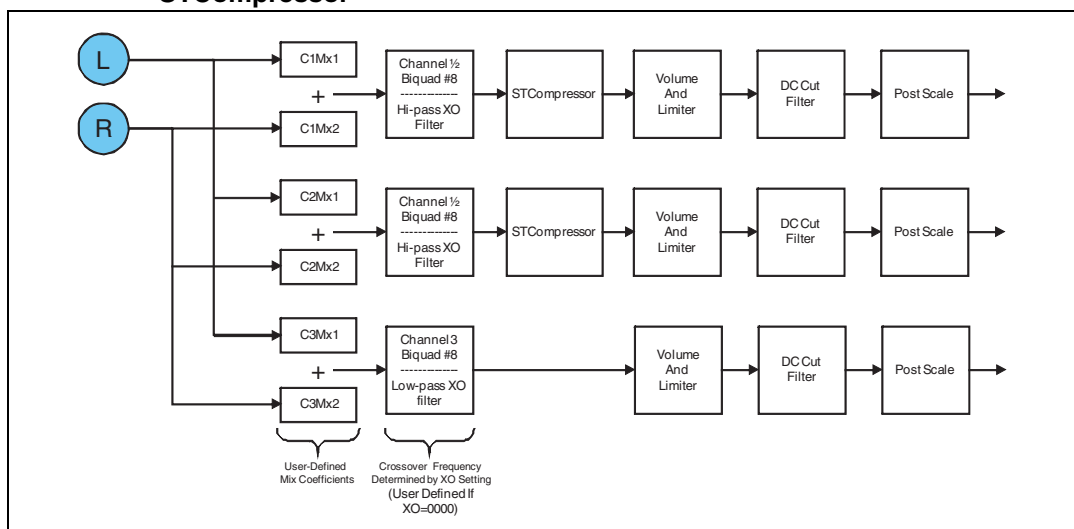 STCompressor
L
R
C1Mx1
+
C1Mx2
Channel ½
Biquad #8
--------------
Hi-pass XO
Filter
STCompressor
Volume
And
Limiter
DC Cut
Filter
Post Scale
C2Mx1
+
C2Mx2
Channel ½
Biquad #8
--------------
Hi-pass XO
Filter
STCompressor
Volume
And
Limiter
DC Cut
Filter
Post Scale
C3Mx1
+
C3Mx2
Channel 3
Biquad #8
--------------
Low-pass XO
filter
Volume
And
Limiter
DC Cut
Filter
Post Scale
User-Defined
Mix Coefficients
Crossover Frequency
Determined by XO Setting
(User Defined If
XO=0000)